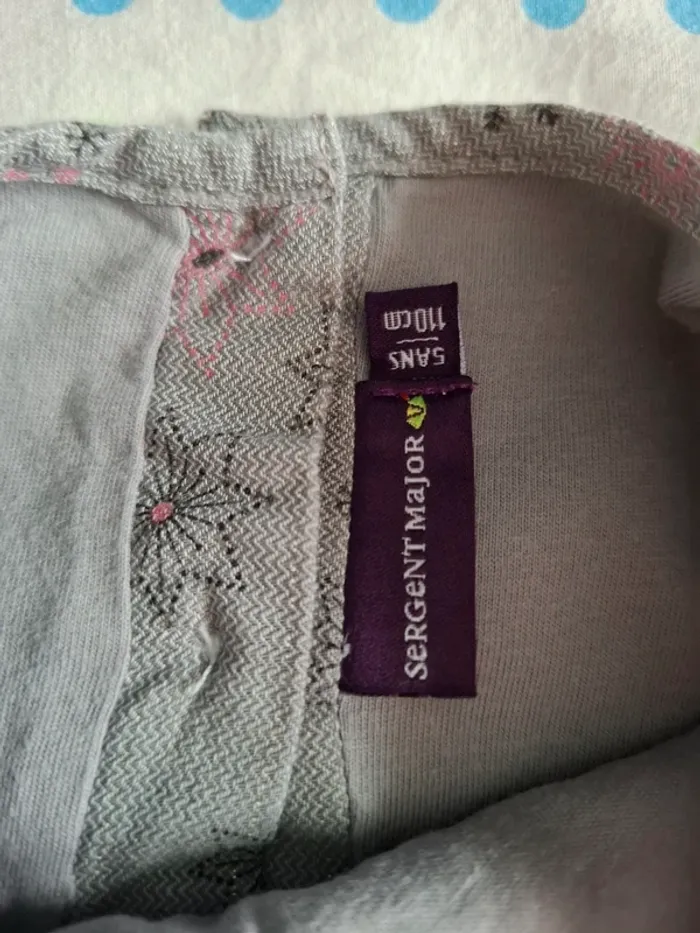 5ANS
110cm
SeRGeNT MaJoR